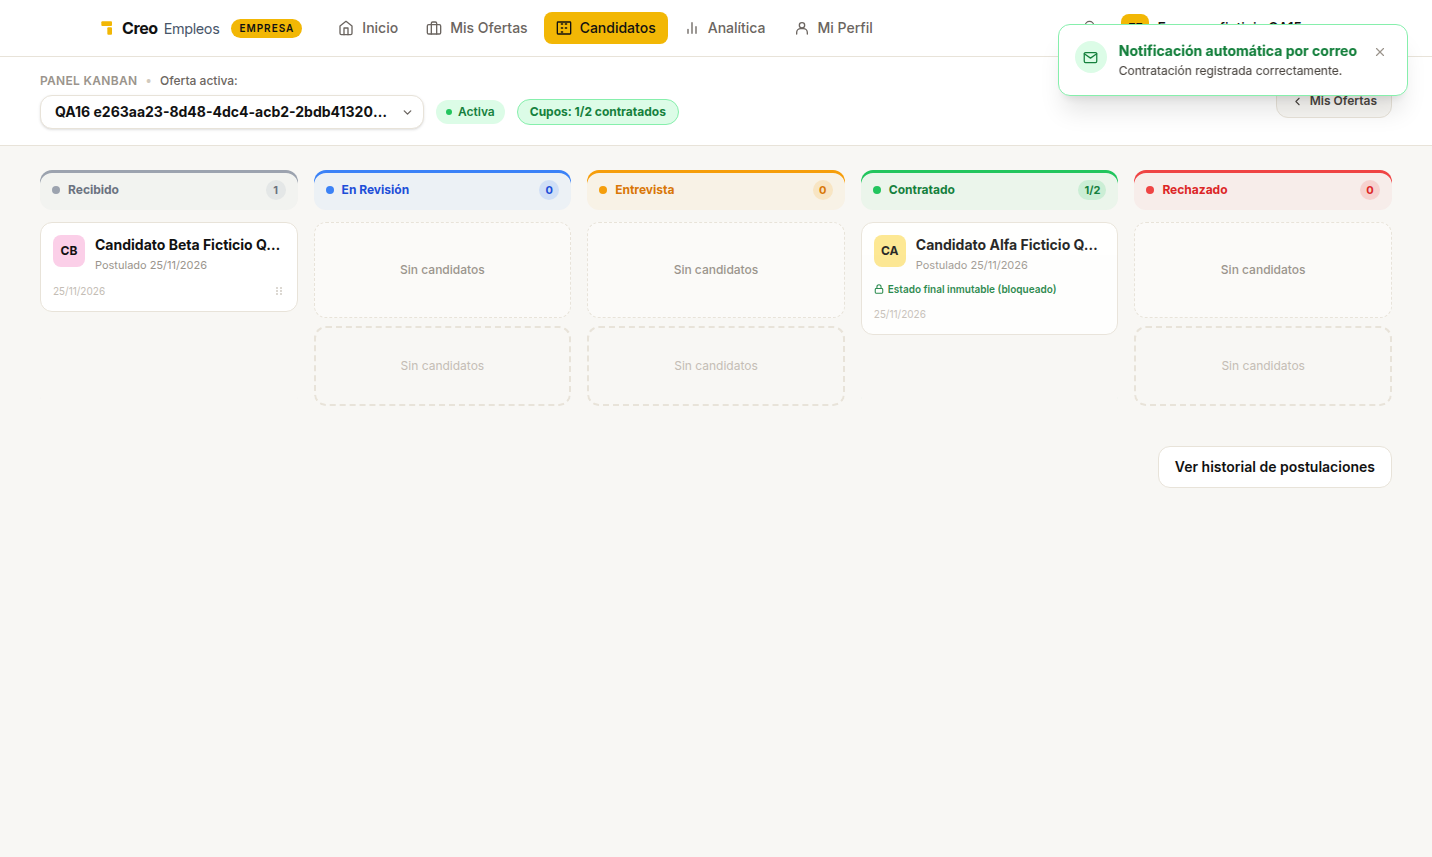 Creo Empleos EMPRESA
Inicio
Mis Ofertas
Candidatos
Analítica
Mi Perfil
Notificación automática por correo
Contratación registrada correctamente.
PANEL KANBAN • Oferta activa:
QA16 e263aa23-8d48-4dc4-acb2-2bdb41320...
Activa
Cupos: 1/2 contratados
Mis Ofertas
Recibido 1
En Revisión 0
Entrevista 0
Contratado 1/2
Rechazado 0
CB
Candidato Beta Ficticio Q...
Postulado 25/11/2026
25/11/2026
Sin candidatos
Sin candidatos
Sin candidatos
Sin candidatos
CA
Candidato Alfa Ficticio Q...
Postulado 25/11/2026
Estado final inmutable (bloqueado)
25/11/2026
Sin candidatos
Sin candidatos
Ver historial de postulaciones